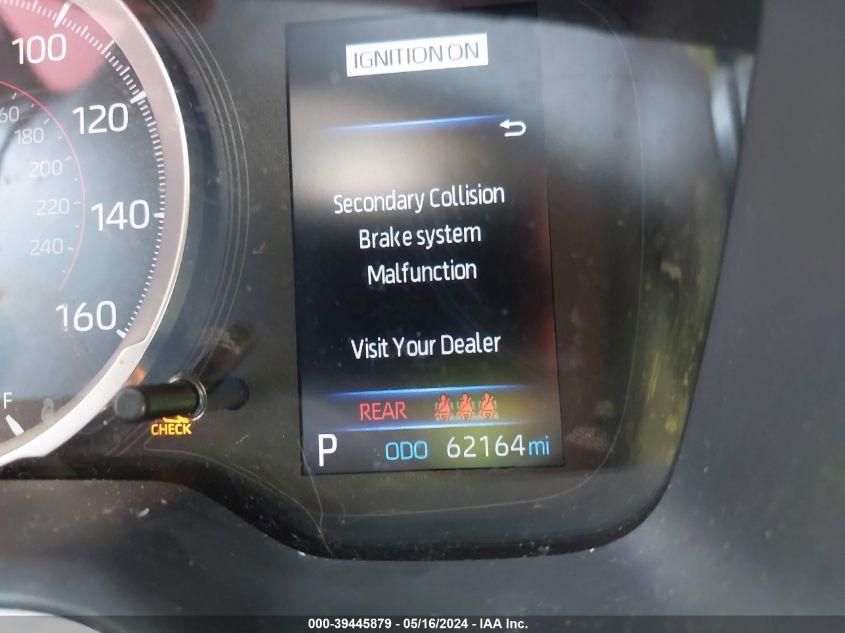 IGNITION ON
100
120
140
160
180
200
220
240
Secondary Collision
Brake system
Malfunction
Visit Your Dealer
REAR
F
CHECK
P ODO 62164 mi
000-39445879 - 05/16/2024 - IAA Inc.